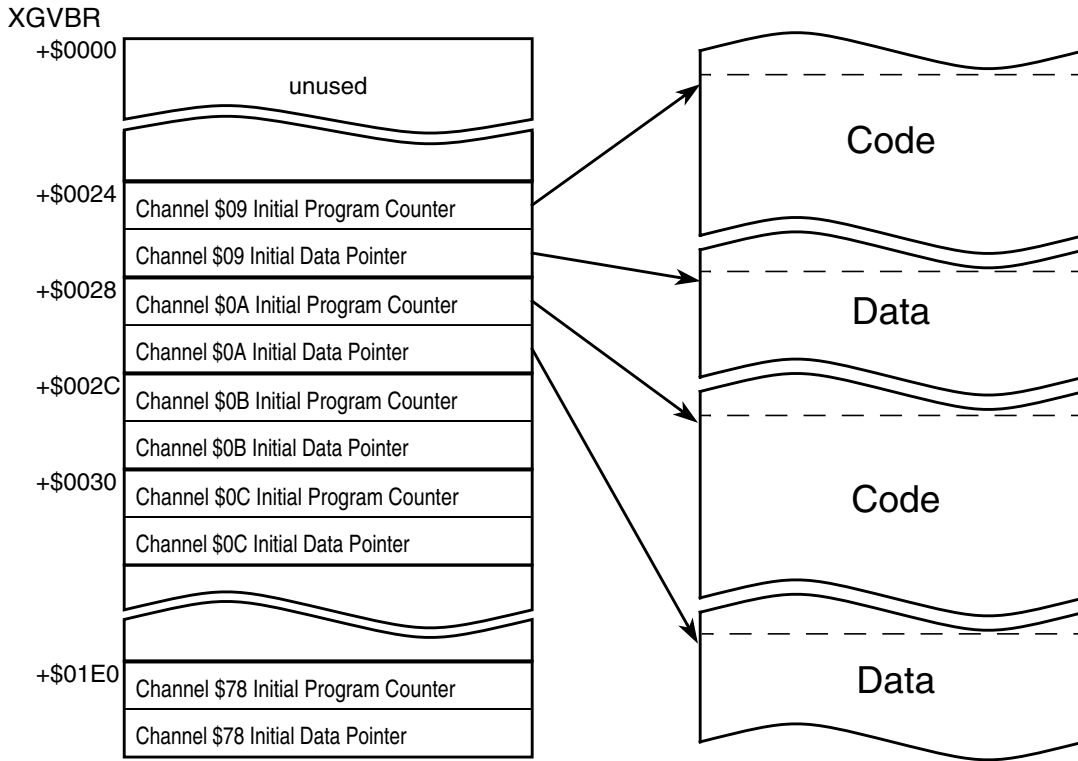 XGVBR
+$0000
unused
+$0024
Channel $09 Initial Program Counter
Channel $09 Initial Data Pointer
+$0028
Channel $0A Initial Program Counter
Channel $0A Initial Data Pointer
+$002C
Channel $0B Initial Program Counter
Channel $0B Initial Data Pointer
+$0030
Channel $0C Initial Program Counter
Channel $0C Initial Data Pointer
+$01E0
Channel $78 Initial Program Counter
Channel $78 Initial Data Pointer
Code
Data
Code
Data